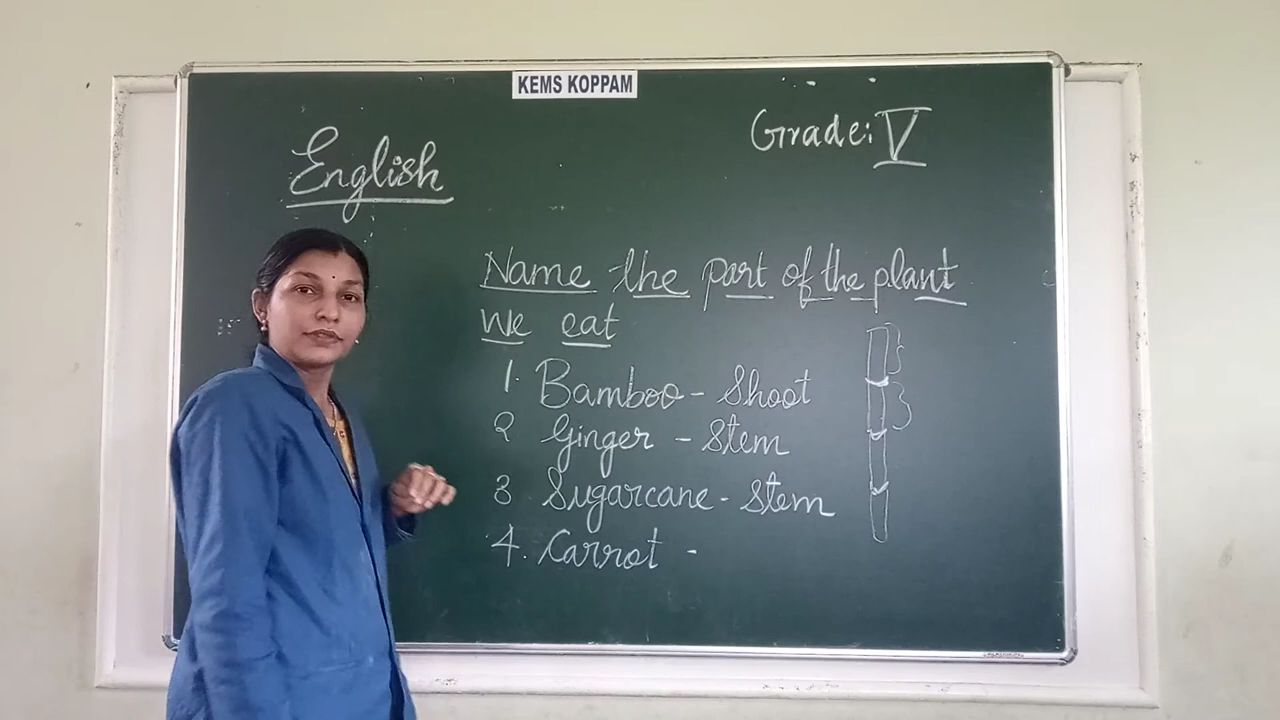 KEMS KOPPAM
English
Grade: V
Name the part of the plant
we eat
1. Bamboo - Shoot
2 Ginger - Stem
3 Sugarcane - Stem
4. Carrot -